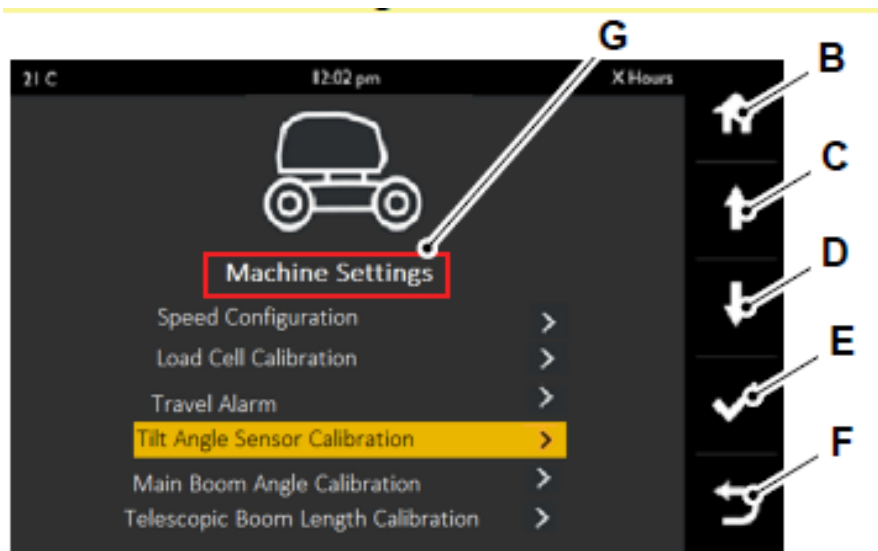 G
B
21 C 12:02 pm X Hours
C
Machine Settings
D
Speed Configuration
Load Cell Calibration
E
Travel Alarm
Tilt Angle Sensor Calibration
F
Main Boom Angle Calibration
Telescopic Boom Length Calibration